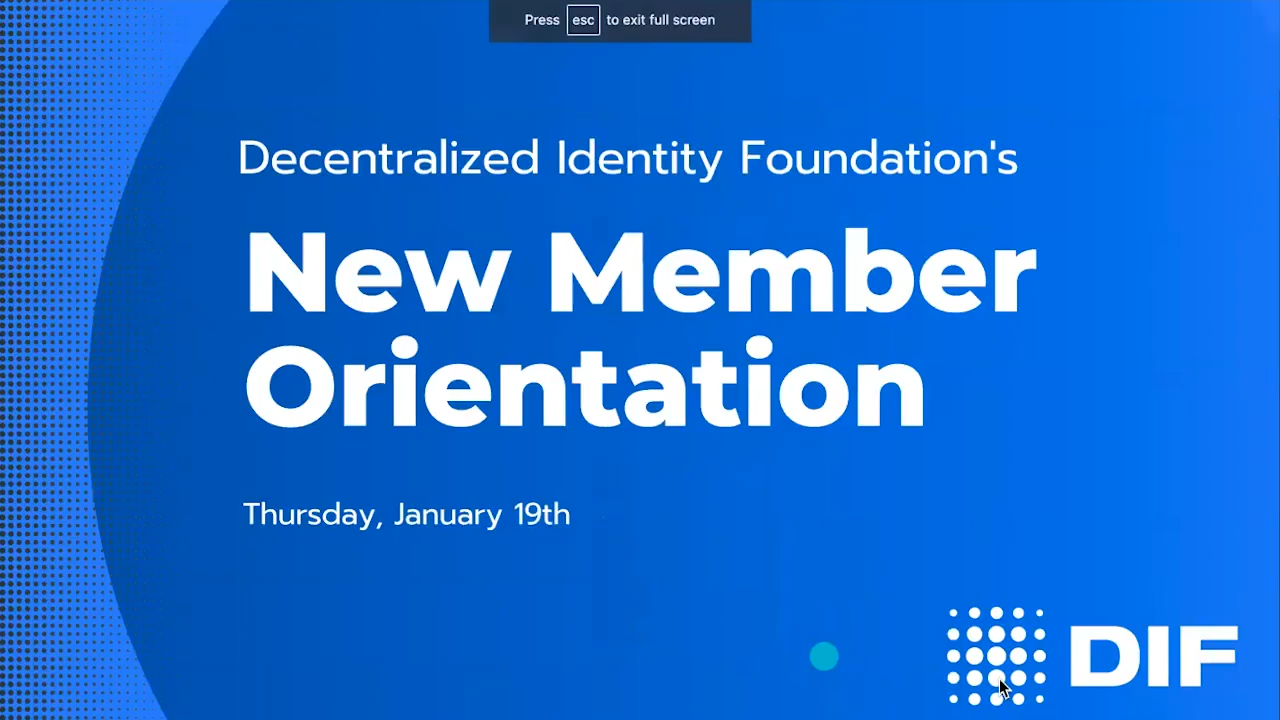 Press esc to exit full screen
Decentralized Identity Foundation's
New Member
Orientation
Thursday, January 19th
DIF